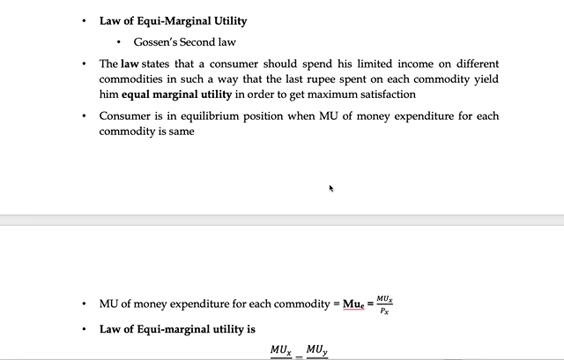 • Law of Equi-Marginal Utility
• Gossen's Second law
• The law states that a consumer should spend his limited income on different
commodities in such a way that the last rupee spent on each commodity yield
him equal marginal utility in order to get maximum satisfaction
• Consumer is in equilibrium position when MU of money expenditure for each
commodity is same
• MU of money expenditure for each commodity = Muₑ = MUₓ/Pₓ
• Law of Equi-marginal utility is
MUₓ = MUᵧ